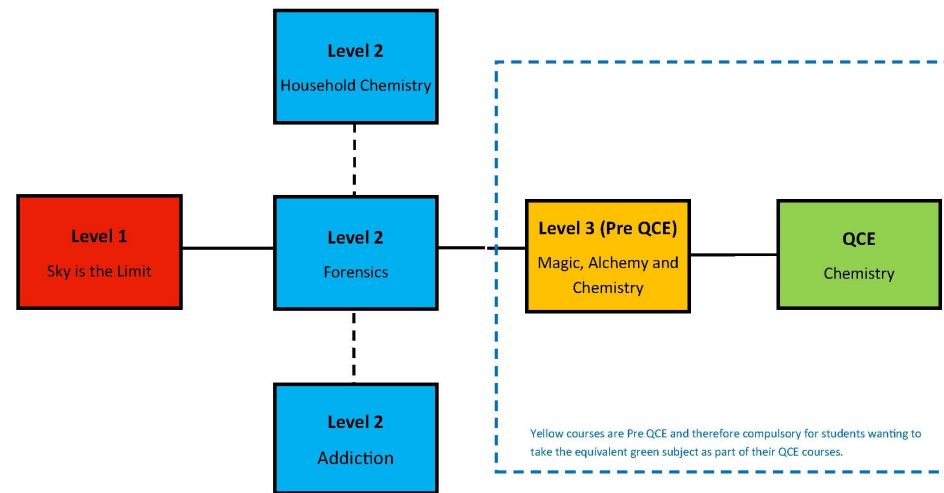 Level 2
Household Chemistry
Level 1
Sky is the Limit
Level 2
Forensics
Level 3 (Pre QCE)
Magic, Alchemy and
Chemistry
QCE
Chemistry
Level 2
Addiction
Yellow courses are Pre QCE and therefore compulsory for students wanting to
take the equivalent green subject as part of their QCE courses.